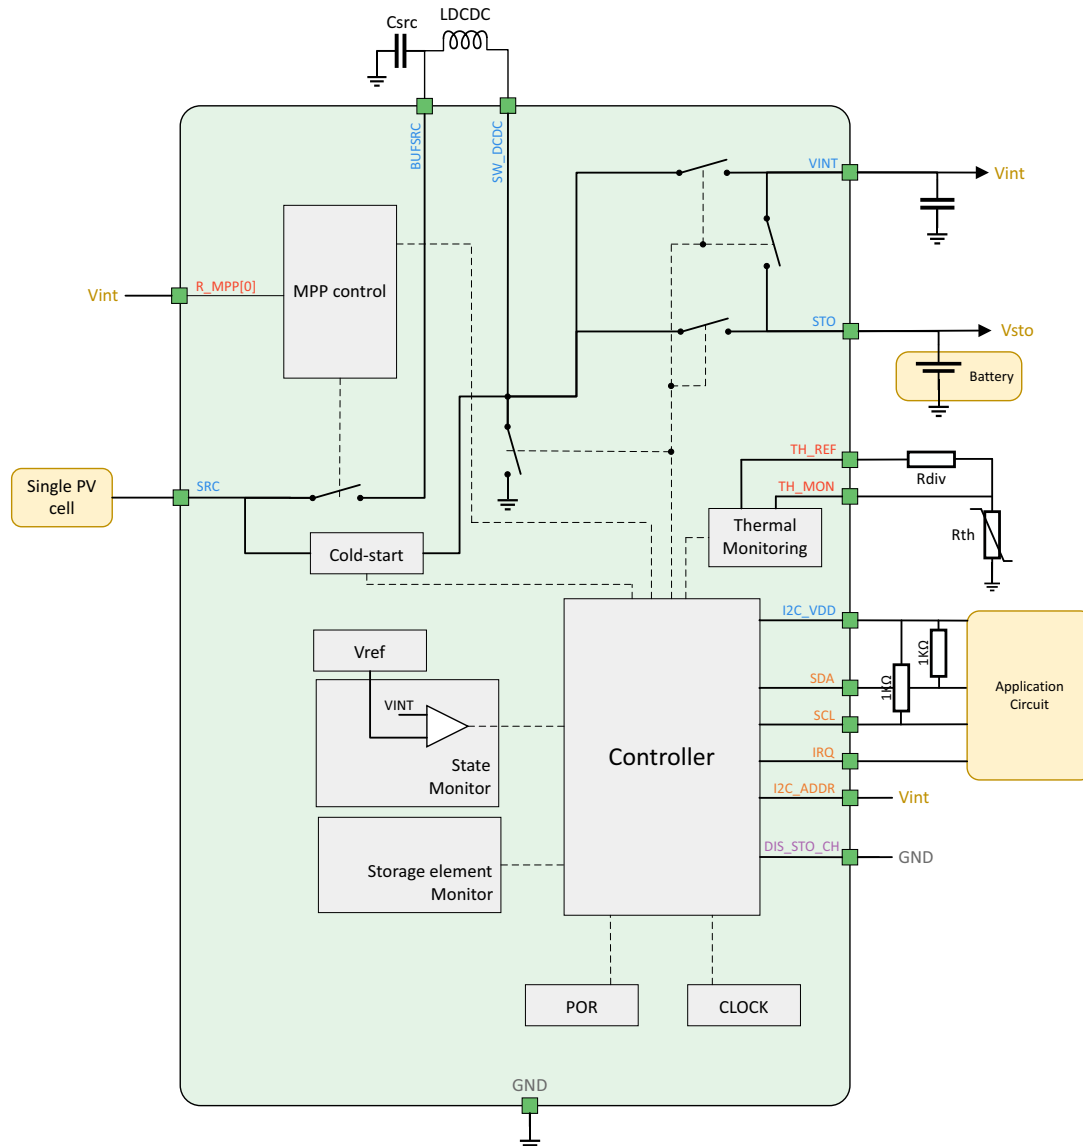 Csrc
LDCDC
BUFSRC
SW_DCDC
VINT
Vint
MPP control
Vint
R_MPP[0]
STO
Vsto
Battery
TH_REF
Rdiv
Single PV
cell
SRC
TH_MON
Thermal
Monitoring
Rth
Cold-start
I2C_VDD
1KΩ
1KΩ
Vref
VINT
State
Monitor
Controller
SDA
SCL
IRQ
I2C_ADDR
Vint
DIS_STO_CH
GND
Application
Circuit
Storage element
Monitor
POR
CLOCK
GND